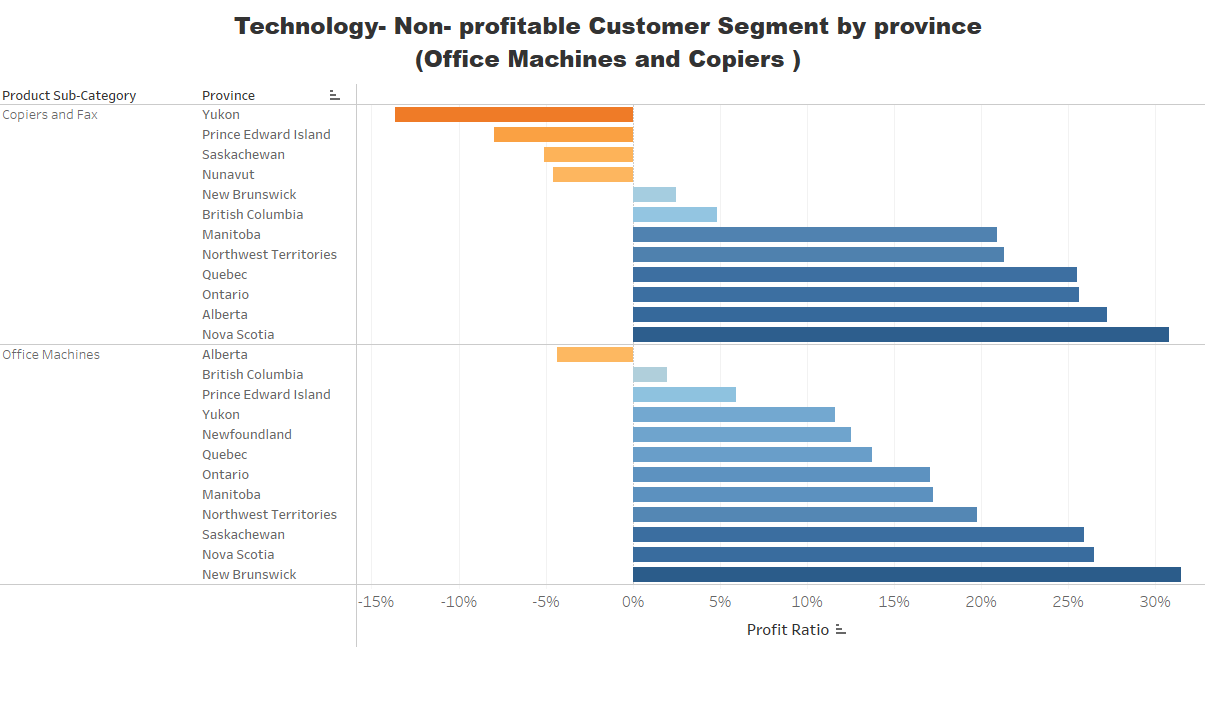 Technology- Non- profitable Customer Segment by province
(Office Machines and Copiers )
Product Sub-Category Province
Copiers and Fax Yukon
Prince Edward Island
Saskachewan
Nunavut
New Brunswick
British Columbia
Manitoba
Northwest Territories
Quebec
Ontario
Alberta
Nova Scotia
Office Machines Alberta
British Columbia
Prince Edward Island
Yukon
Newfoundland
Quebec
Ontario
Manitoba
Northwest Territories
Saskachewan
Nova Scotia
New Brunswick
-15% -10% -5% 0% 5% 10% 15% 20% 25% 30%
Profit Ratio